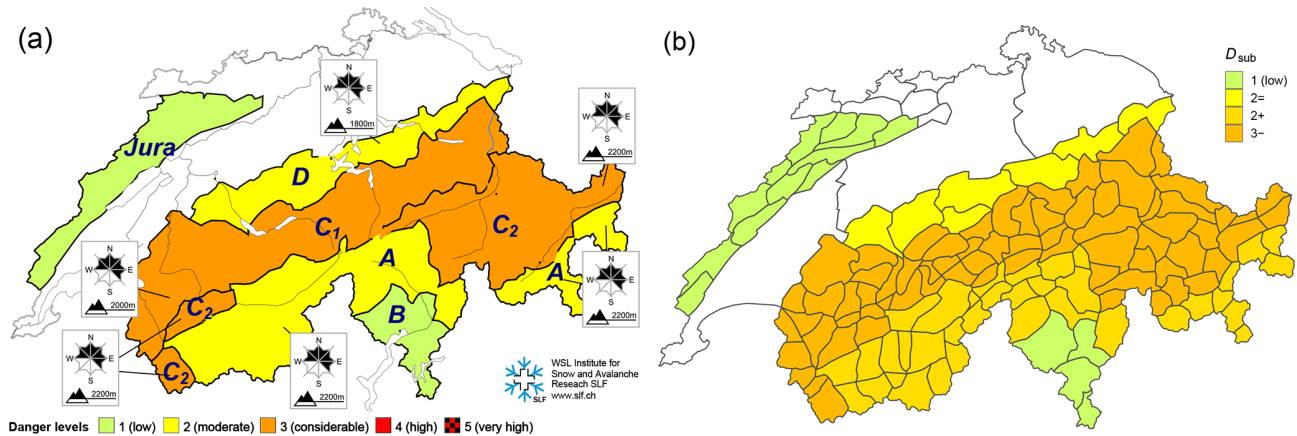 (a)
N
W E
S
1800m
N
W E
S
2200m
Jura
D
C1
C2
A
A
B
C2
C2
N
W E
S
2000m
N
W E
S
2200m
N
W E
S
2200m
N
W E
S
2200m
WSL Institute for
Snow and Avalanche
Reseach SLF
www.slf.ch
SLF
Danger levels 1 (low) 2 (moderate) 3 (considerable) 4 (high) 5 (very high)
(b)
Dsub
1 (low)
2=
2+
3−